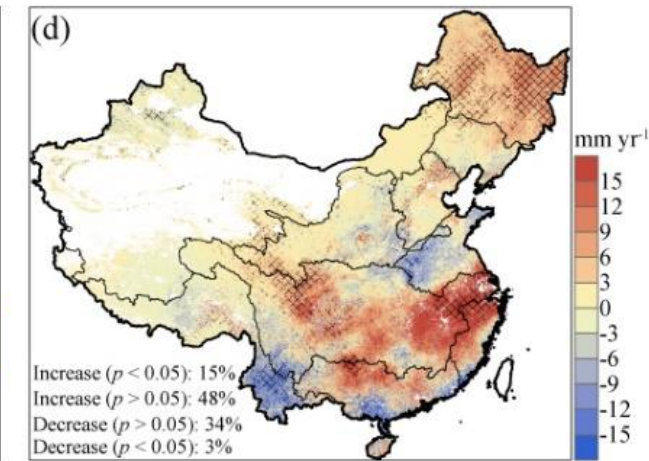 (d)
mm yr-1
15
12
9
6
3
0
-3
-6
-9
-12
-15
Increase (p < 0.05): 15%
Increase (p > 0.05): 48%
Decrease (p > 0.05): 34%
Decrease (p < 0.05): 3%